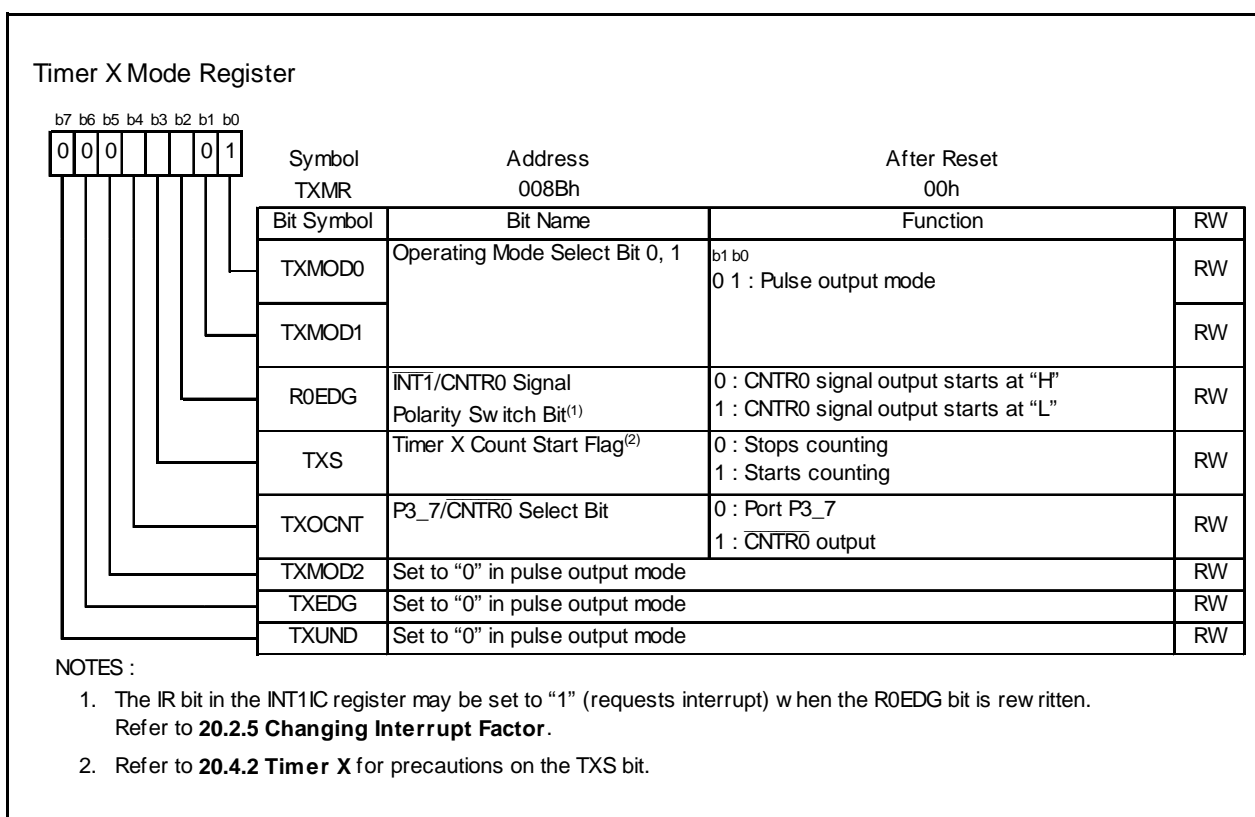 Timer X Mode Register
b7 b6 b5 b4 b3 b2 b1 b0
0 0 0 0 1
Symbol Address After Reset
TXMR 008Bh 00h
Bit Symbol Bit Name Function RW
TXMOD0 Operating Mode Select Bit 0, 1 b1 b0 RW
0 1 : Pulse output mode
TXMOD1 RW
R0EDG INT1/CNTR0 Signal 0 : CNTR0 signal output starts at “H” RW
Polarity Switch Bit(1) 1 : CNTR0 signal output starts at “L”
TXS Timer X Count Start Flag(2) 0 : Stops counting RW
1 : Starts counting
TXOCNT P3_7/CNTR0 Select Bit 0 : Port P3_7 RW
1 : CNTR0 output
TXMOD2 Set to “0” in pulse output mode RW
TXEDG Set to “0” in pulse output mode RW
TXUND Set to “0” in pulse output mode RW
NOTES :
1. The IR bit in the INT1IC register may be set to “1” (requests interrupt) when the R0EDG bit is rewritten.
Refer to 20.2.5 Changing Interrupt Factor.
2. Refer to 20.4.2 Timer X for precautions on the TXS bit.